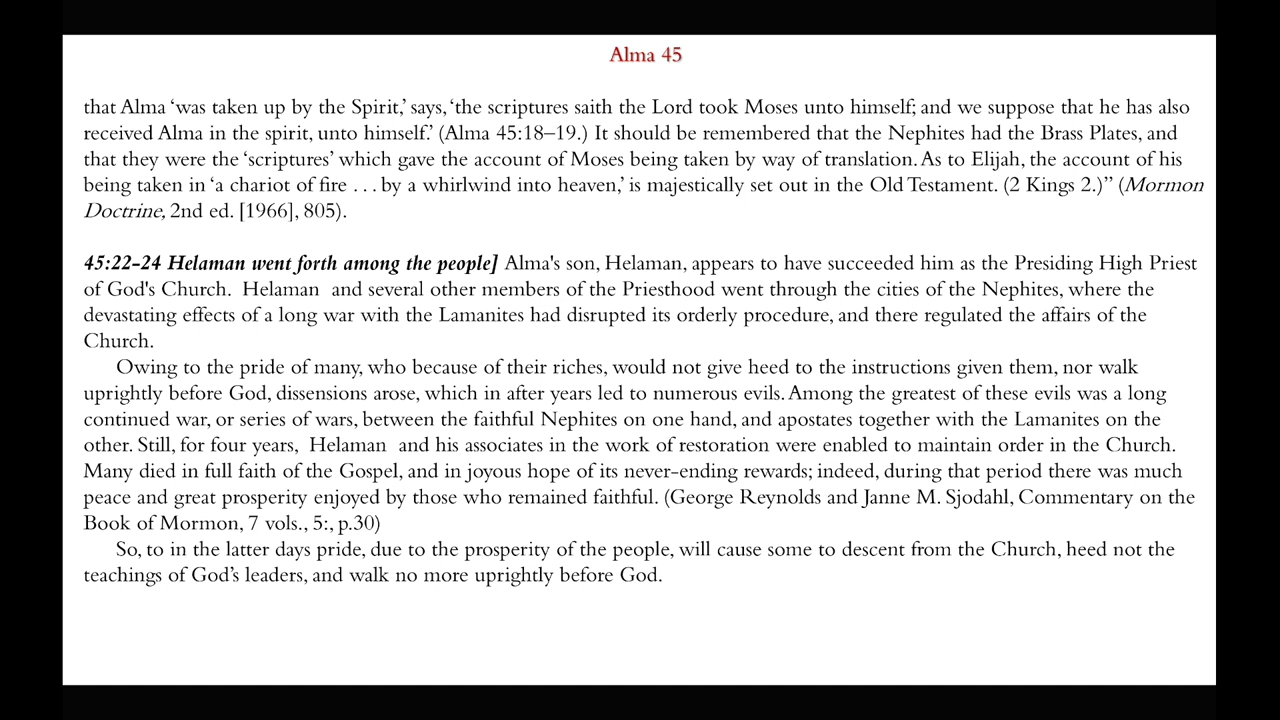 Alma 45
that Alma ‘was taken up by the Spirit,’ says, ‘the scriptures saith the Lord took Moses unto himself; and we suppose that he has also
received Alma in the spirit, unto himself.’ (Alma 45:18–19.) It should be remembered that the Nephites had the Brass Plates, and
that they were the ‘scriptures’ which gave the account of Moses being taken by way of translation. As to Elijah, the account of his
being taken in ‘a chariot of fire . . . by a whirlwind into heaven,’ is majestically set out in the Old Testament. (2 Kings 2.)” (Mormon
Doctrine, 2nd ed. [1966], 805).
45:22-24 Helaman went forth among the people] Alma's son, Helaman, appears to have succeeded him as the Presiding High Priest
of God's Church.  Helaman  and several other members of the Priesthood went through the cities of the Nephites, where the
devastating effects of a long war with the Lamanites had disrupted its orderly procedure, and there regulated the affairs of the
Church.
Owing to the pride of many, who because of their riches, would not give heed to the instructions given them, nor walk
uprightly before God, dissensions arose, which in after years led to numerous evils. Among the greatest of these evils was a long
continued war, or series of wars, between the faithful Nephites on one hand, and apostates together with the Lamanites on the
other. Still, for four years,  Helaman  and his associates in the work of restoration were enabled to maintain order in the Church.
Many died in full faith of the Gospel, and in joyous hope of its never-ending rewards; indeed, during that period there was much
peace and great prosperity enjoyed by those who remained faithful. (George Reynolds and Janne M. Sjodahl, Commentary on the
Book of Mormon, 7 vols., 5:, p.30)
So, to in the latter days pride, due to the prosperity of the people, will cause some to descent from the Church, heed not the
teachings of God’s leaders, and walk no more uprightly before God.